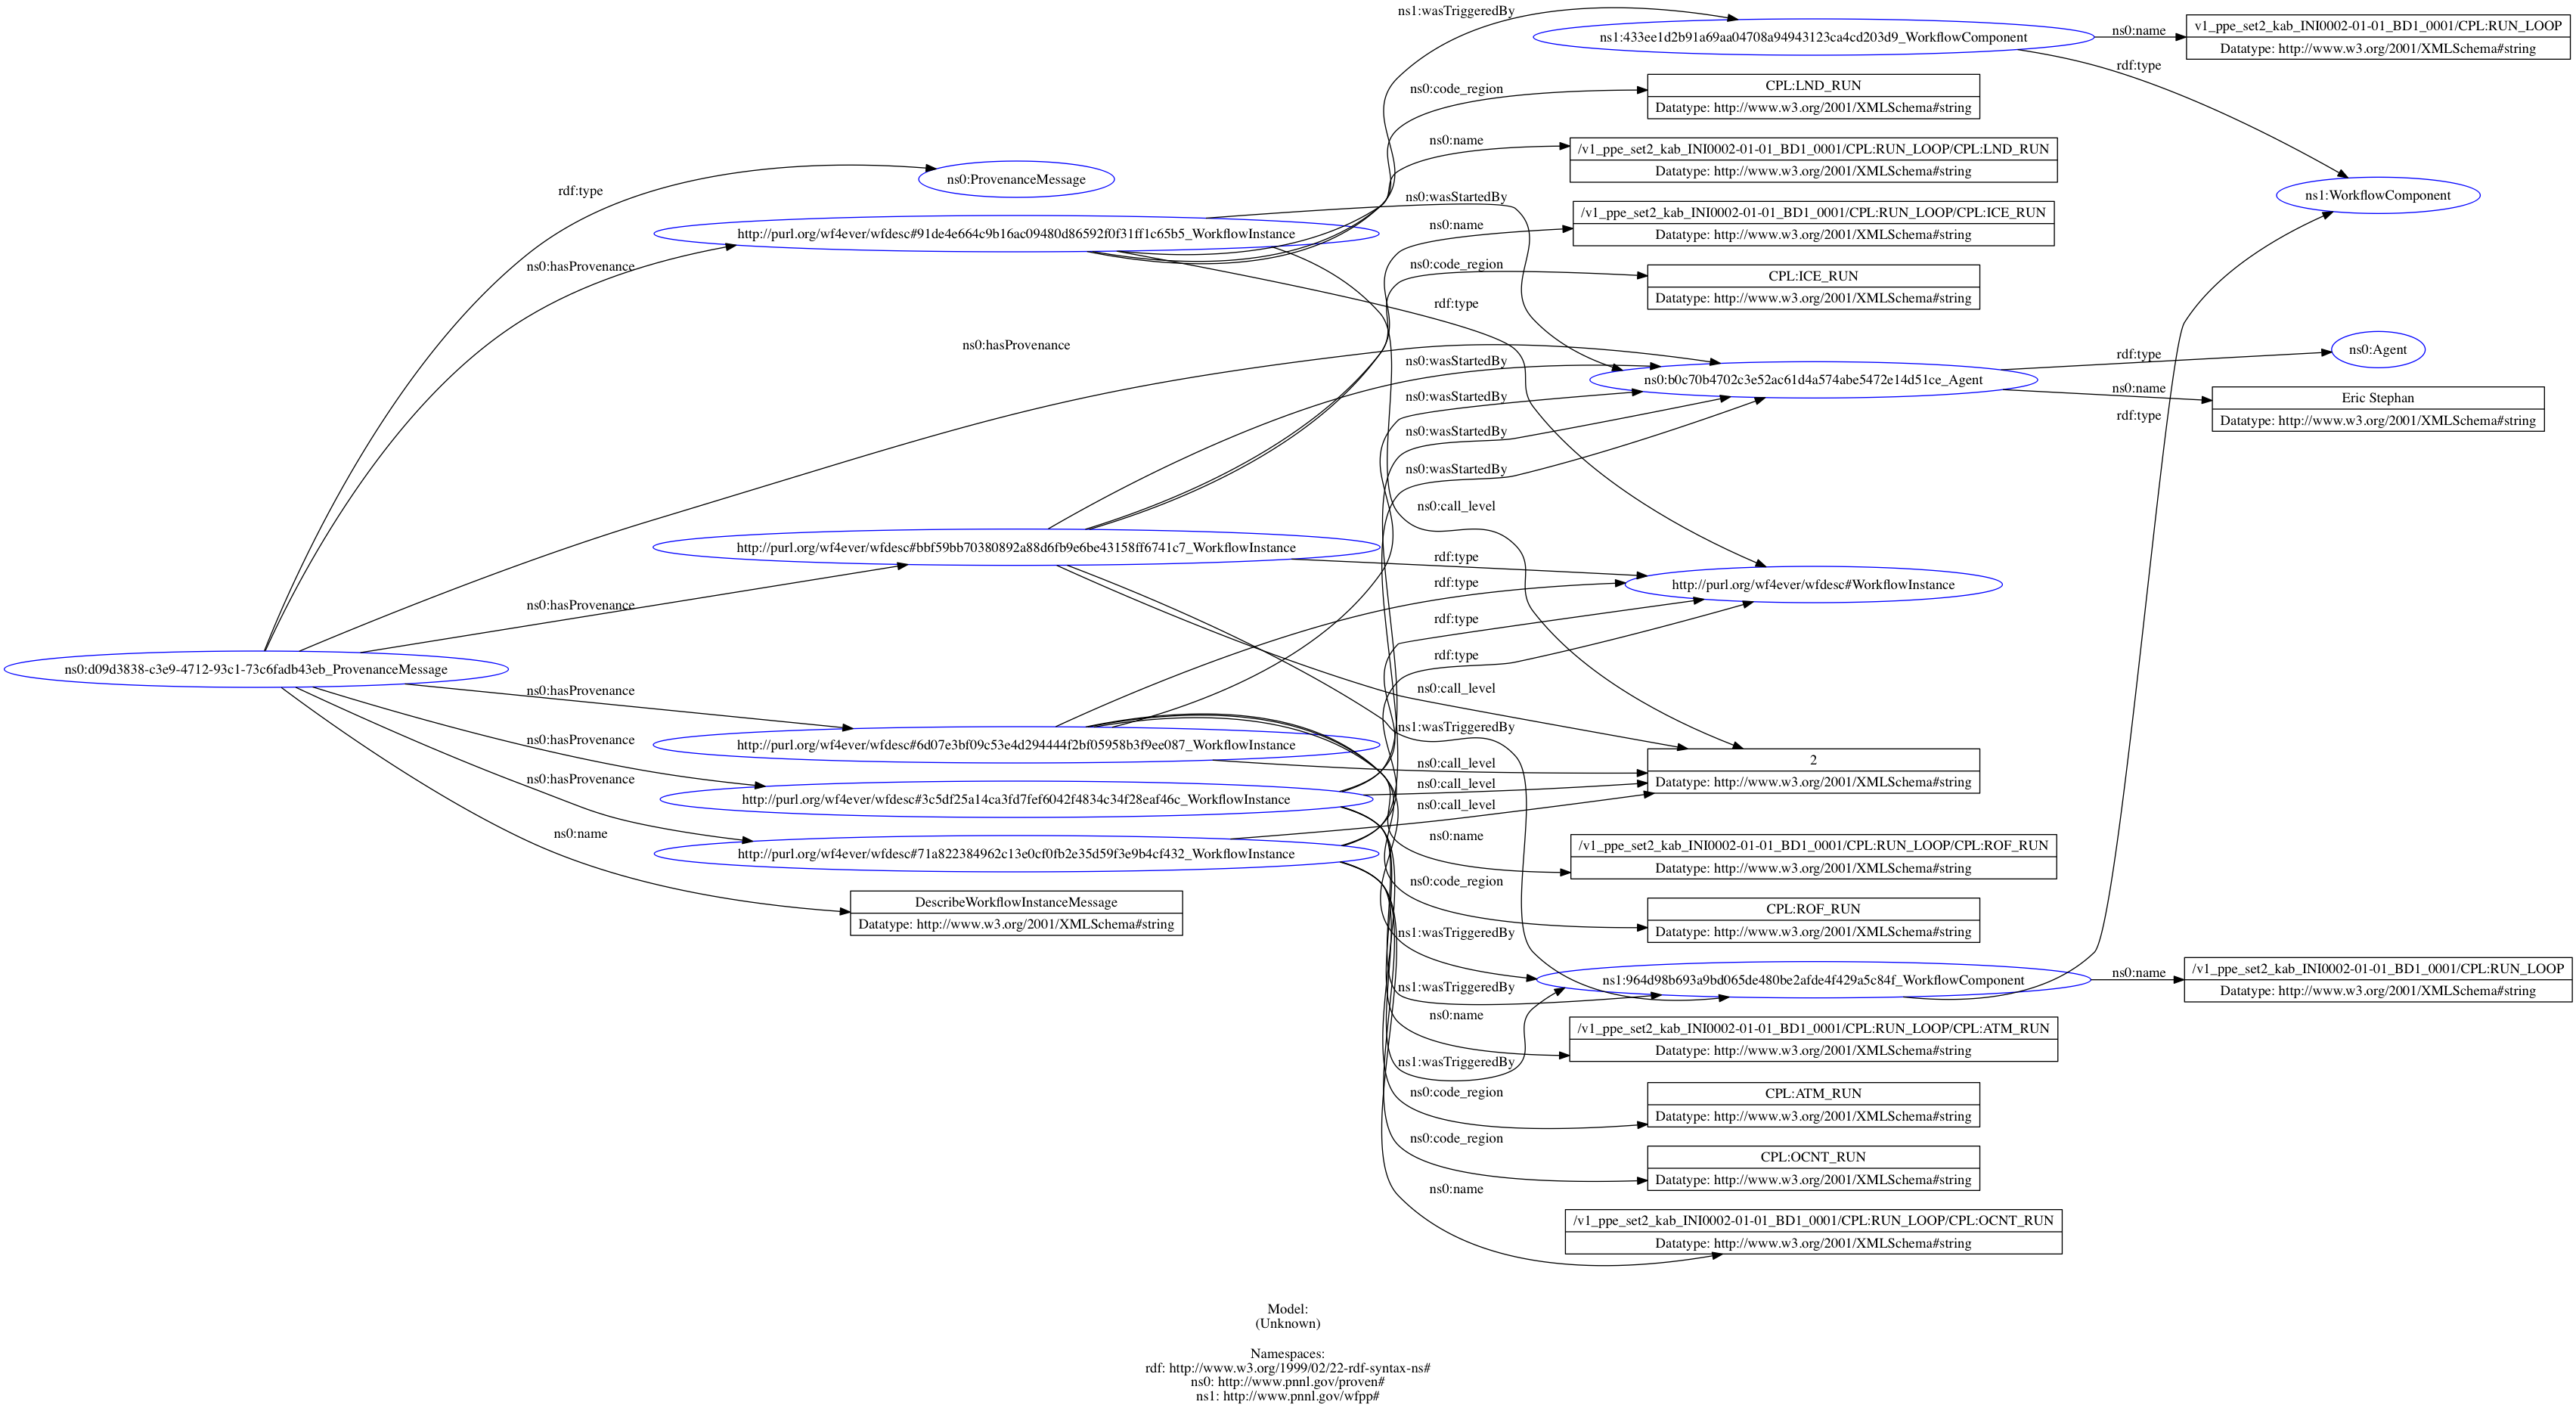 ns1:wasTriggeredBy
ns1:433ee1d2b91a69aa04708a94943123ca4cd203d9_WorkflowComponent
ns0:name
v1_ppe_set2_kab_INI0002-01-01_BD1_0001/CPL:RUN_LOOP
Datatype: http://www.w3.org/2001/XMLSchema#string
rdf:type
ns0:code_region
CPL:LND_RUN
Datatype: http://www.w3.org/2001/XMLSchema#string
ns0:name
/v1_ppe_set2_kab_INI0002-01-01_BD1_0001/CPL:RUN_LOOP/CPL:LND_RUN
Datatype: http://www.w3.org/2001/XMLSchema#string
rdf:type
ns0:ProvenanceMessage
ns0:wasStartedBy
ns1:WorkflowComponent
ns0:name
/v1_ppe_set2_kab_INI0002-01-01_BD1_0001/CPL:RUN_LOOP/CPL:ICE_RUN
Datatype: http://www.w3.org/2001/XMLSchema#string
http://purl.org/wf4ever/wfdesc#91de4e664c9b16ac09480d86592f0f31ff1c65b5_WorkflowInstance
ns0:hasProvenance
ns0:code_region
CPL:ICE_RUN
Datatype: http://www.w3.org/2001/XMLSchema#string
rdf:type
ns0:hasProvenance
ns0:wasStartedBy
ns0:b0c70b4702c3e52ac61d4a574abe5472e14d51ce_Agent
rdf:type
ns0:Agent
ns0:name
Eric Stephan
Datatype: http://www.w3.org/2001/XMLSchema#string
rdf:type
ns0:wasStartedBy
ns0:wasStartedBy
ns0:wasStartedBy
ns0:call_level
http://purl.org/wf4ever/wfdesc#bbf59bb70380892a88d6fb9e6be43158ff6741c7_WorkflowInstance
rdf:type
rdf:type
http://purl.org/wf4ever/wfdesc#WorkflowInstance
ns0:hasProvenance
rdf:type
rdf:type
ns0:d09d3838-c3e9-4712-93c1-73c6fadb43eb_ProvenanceMessage
ns0:hasProvenance
ns0:call_level
ns1:wasTriggeredBy
ns0:hasProvenance
http://purl.org/wf4ever/wfdesc#6d07e3bf09c53e4d294444f2bf05958b3f9ee087_WorkflowInstance
ns0:call_level
2
Datatype: http://www.w3.org/2001/XMLSchema#string
ns0:hasProvenance
ns0:call_level
http://purl.org/wf4ever/wfdesc#3c5df25a14ca3fd7fef6042f4834c34f28eaf46c_WorkflowInstance
ns0:call_level
ns0:name
ns0:name
/v1_ppe_set2_kab_INI0002-01-01_BD1_0001/CPL:RUN_LOOP/CPL:ROF_RUN
Datatype: http://www.w3.org/2001/XMLSchema#string
http://purl.org/wf4ever/wfdesc#71a822384962c13e0cf0fb2e35d59f3e9b4cf432_WorkflowInstance
DescribeWorkflowInstanceMessage
Datatype: http://www.w3.org/2001/XMLSchema#string
ns0:code_region
CPL:ROF_RUN
Datatype: http://www.w3.org/2001/XMLSchema#string
ns1:wasTriggeredBy
ns1:964d98b693a9bd065de480be2afde4f429a5c84f_WorkflowComponent
ns0:name
/v1_ppe_set2_kab_INI0002-01-01_BD1_0001/CPL:RUN_LOOP
Datatype: http://www.w3.org/2001/XMLSchema#string
ns1:wasTriggeredBy
ns0:name
/v1_ppe_set2_kab_INI0002-01-01_BD1_0001/CPL:RUN_LOOP/CPL:ATM_RUN
Datatype: http://www.w3.org/2001/XMLSchema#string
ns1:wasTriggeredBy
ns0:code_region
CPL:ATM_RUN
Datatype: http://www.w3.org/2001/XMLSchema#string
ns0:code_region
CPL:OCNT_RUN
Datatype: http://www.w3.org/2001/XMLSchema#string
ns0:name
/v1_ppe_set2_kab_INI0002-01-01_BD1_0001/CPL:RUN_LOOP/CPL:OCNT_RUN
Datatype: http://www.w3.org/2001/XMLSchema#string
Model:
(Unknown)
Namespaces:
rdf: http://www.w3.org/1999/02/22-rdf-syntax-ns#
ns0: http://www.pnnl.gov/proven#
ns1: http://www.pnnl.gov/wfpp#